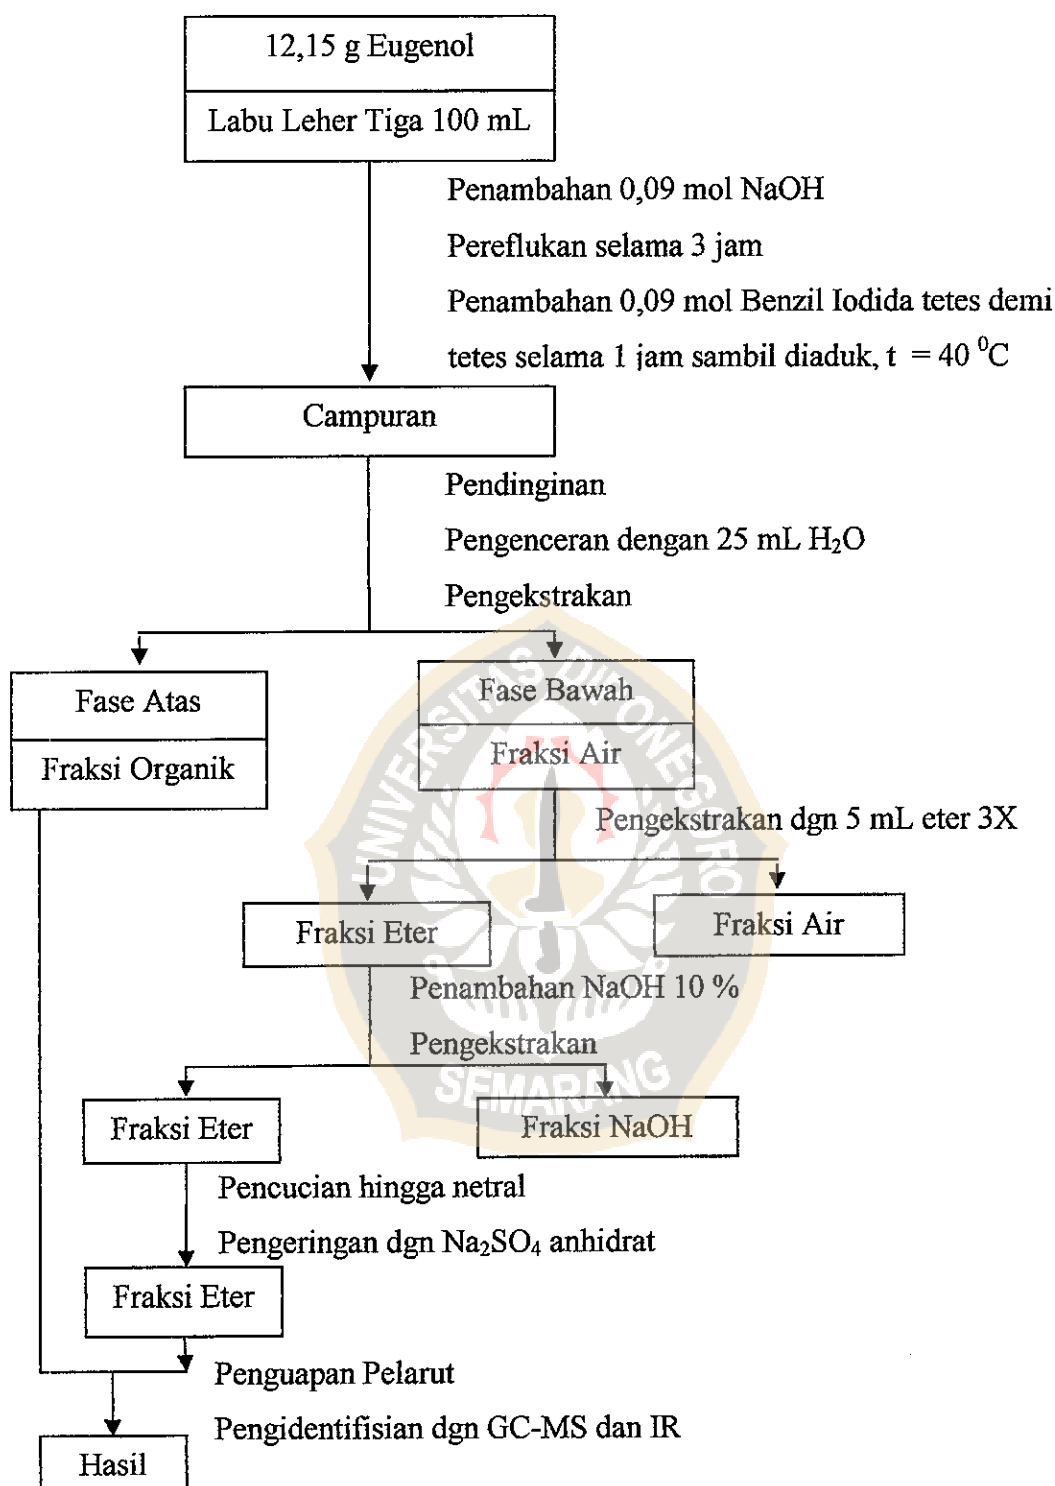 12,15 g Eugenol
Labu Leher Tiga 100 mL
Penambahan 0,09 mol NaOH
Pereflukan selama 3 jam
Penambahan 0,09 mol Benzil Iodida tetes demi
tetes selama 1 jam sambil diaduk, t = 40 ⁰C
Campuran
Pendinginan
Pengenceran dengan 25 mL H₂O
Pengekstrakan
Fase Atas
Fraksi Organik
Fase Bawah
Fraksi Air
Pengekstrakan dgn 5 mL eter 3X
Fraksi Eter
Fraksi Air
Penambahan NaOH 10 %
Pengekstrakan
Fraksi Eter
Fraksi NaOH
Pencucian hingga netral
Pengeringan dgn Na₂SO₄ anhidrat
Fraksi Eter
Penguapan Pelarut
Pengidentifisian dgn GC-MS dan IR
Hasil
UNIVERSITAS DIPONEGORO
SEMARANG